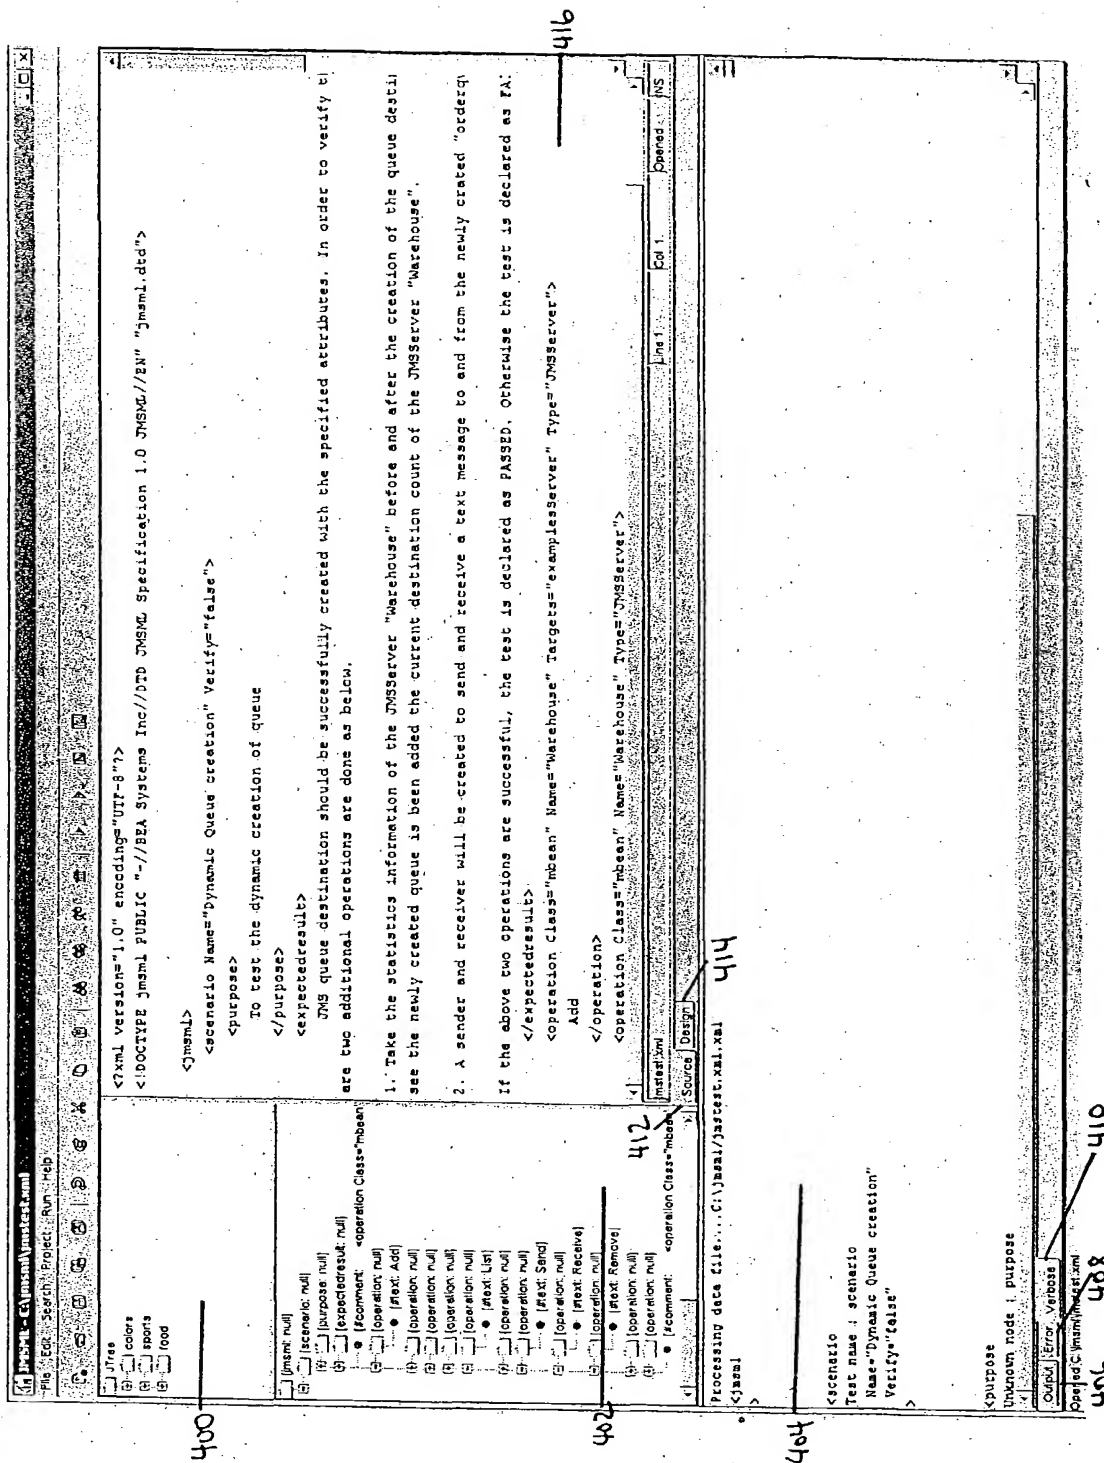 JMSML - C:\jmsml\jmstest.xml
File Edit Search Project Run Help
JTree
colors
sports
food
400
[jmsml: null]
[scenario: null]
[purpose: null]
[expectedresult: null]
[#comment: <operation Class="mbean
[operation: null]
[#text: Add]
[operation: null]
[operation: null]
[operation: null]
[#text: List]
[operation: null]
[operation: null]
[#text: Send]
[operation: null]
[#text: Receive]
[operation: null]
[#text: Remove]
[operation: null]
[operation: null]
[#comment: <operation Class="mbean
402
<?xml version="1.0" encoding="UTF-8"?>
<!DOCTYPE jmsml PUBLIC "-//BEA Systems Inc//DTD JMSML Specification 1.0 JMSML//EN" "jmsml.dtd">
<jmsml>
<scenario Name="Dynamic Queue creation" Verify="false">
<purpose>
To test the dynamic creation of queue
</purpose>
<expectedresult>
JMS queue destination should be successfully created with the specified attributes. In order to verify t
are two additional operations are done as below.
1. Take the statistics information of the JMSServer "Warehouse" before and after the creation of the queue desti
see the newly created queue is been added the current destination count of the JMSServer "Warehouse".
2. A sender and receiver will be created to send and receive a text message to and from the newly crated "orderq
If the above two operations are successful, the test is declared as PASSED. Otherwise the test is declared as FA
</expectedresult>
<operation Class="mbean" Name="Warehouse" Targets="examplesServer" Type="JMSServer">
Add
</operation>
<operation Class="mbean" Name="Warehouse" Type="JMSServer">
416
jmstest.xml Line 1 Col 1 Opened INS
412 Source Design 414
Processing data file....C:\jmsml/jmstest.xml.xml
<jmsml
>
<scenario
Test name : scenario
Name="Dynamic Queue creation"
Verify="false"
>
<purpose
Unknown node : purpose
404
Output Error Verbose
Opened C:\jmsml\jmstest.xml
408 410